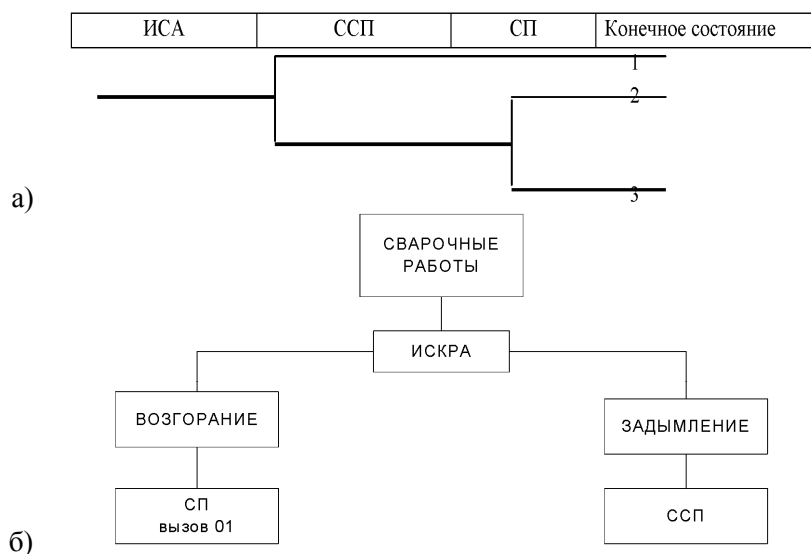 ИСА ССП СП Конечное состояние
1
2
3
а)
СВАРОЧНЫЕ
РАБОТЫ
ИСКРА
ВОЗГОРАНИЕ
ЗАДЫМЛЕНИЕ
СП
вызов 01
ССП
б)